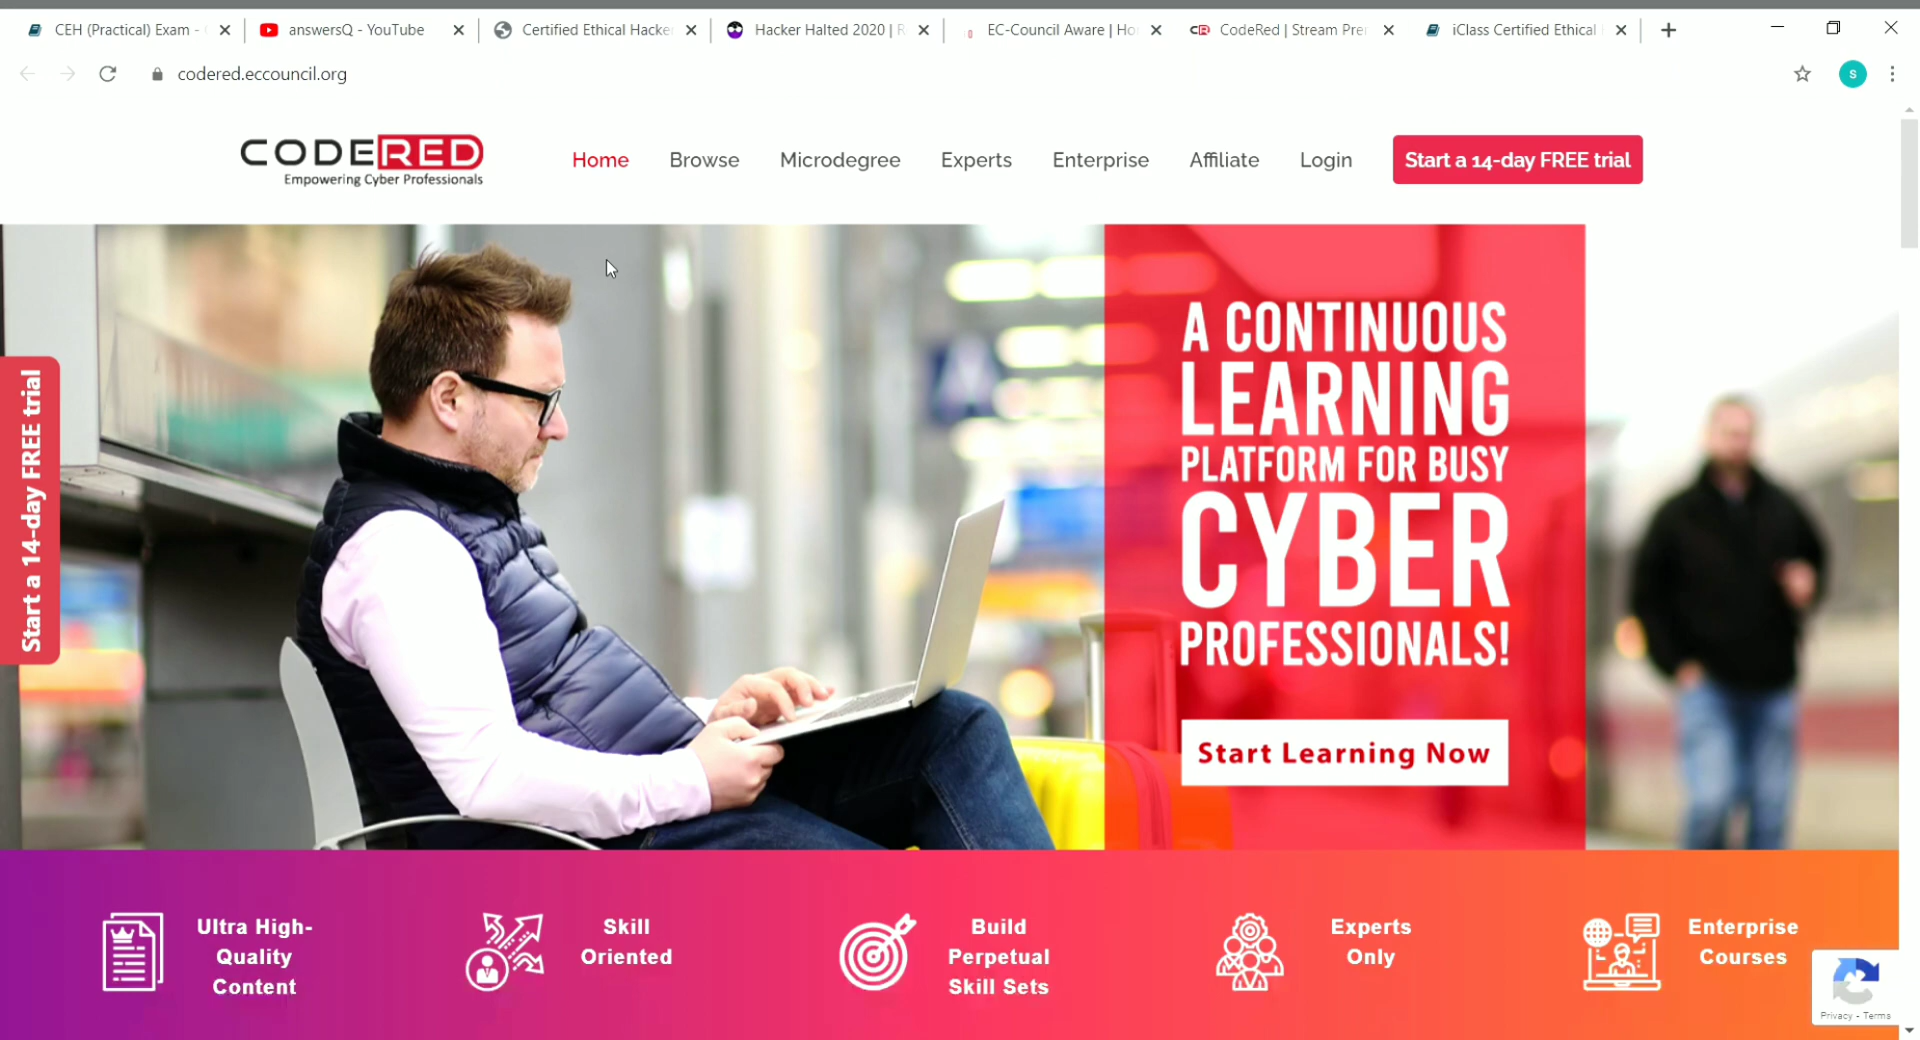 CEH (Practical) Exam -
answersQ - YouTube
Certified Ethical Hacke
Hacker Halted 2020 | R
EC-Council Aware | Ho
CodeRed | Stream Pre
iClass Certified Ethical
codered.eccouncil.org
S
CODERED
Empowering Cyber Professionals
Home
Browse
Microdegree
Experts
Enterprise
Affiliate
Login
Start a 14-day FREE trial
Start a 14-day FREE trial
A CONTINUOUS
LEARNING
PLATFORM FOR BUSY
CYBER
PROFESSIONALS!
Start Learning Now
Ultra High-
Quality
Content
Skill
Oriented
Build
Perpetual
Skill Sets
Experts
Only
Enterprise
Courses
Privacy - Terms